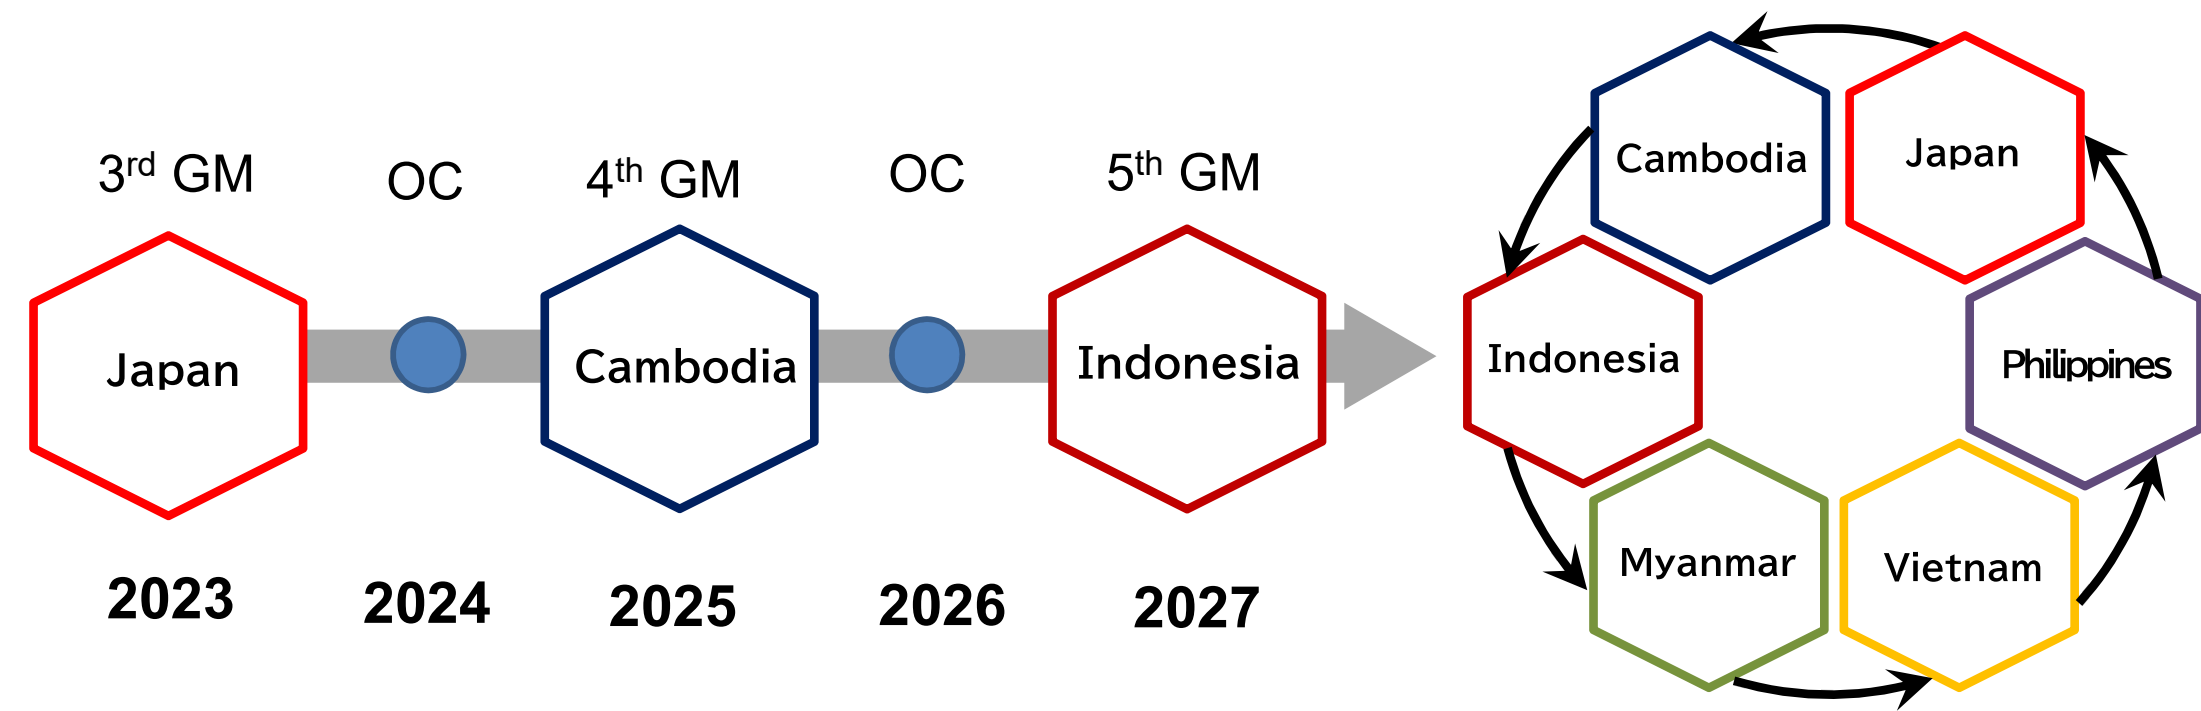 3rd GM
OC
4th GM
OC
5th GM
Japan
Cambodia
Indonesia
2023
2024
2025
2026
2027
Cambodia
Japan
Indonesia
Philippines
Myanmar
Vietnam